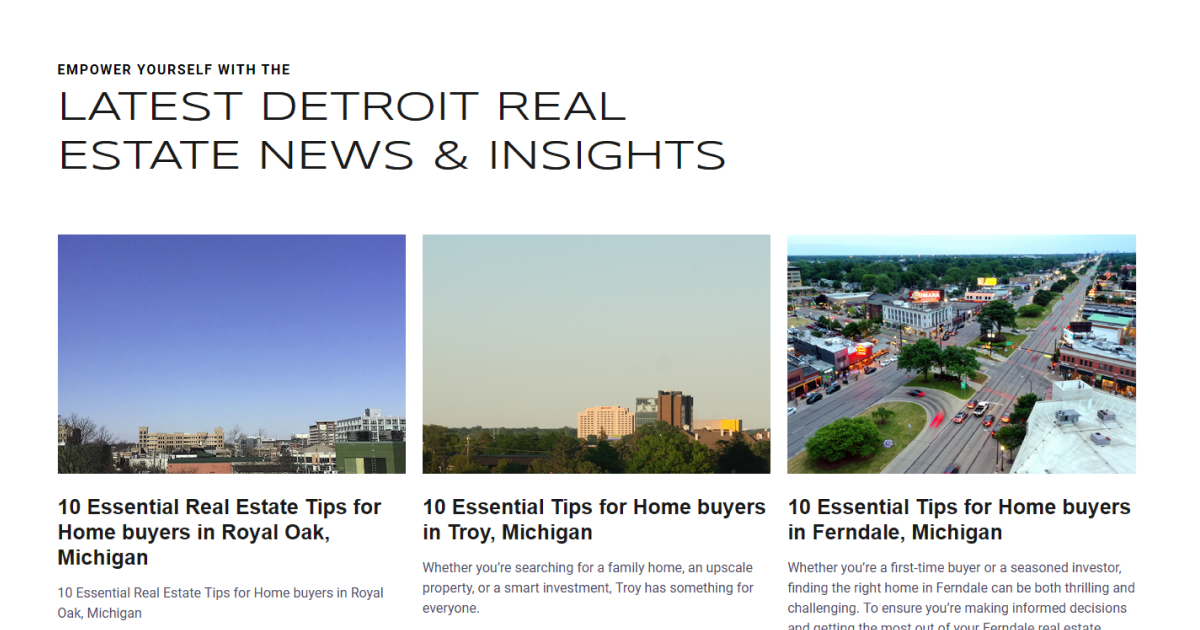 EMPOWER YOURSELF WITH THE
LATEST DETROIT REAL
ESTATE NEWS & INSIGHTS
10 Essential Real Estate Tips for
Home buyers in Royal Oak,
Michigan
10 Essential Real Estate Tips for Home buyers in Royal
Oak, Michigan
10 Essential Tips for Home buyers
in Troy, Michigan
Whether you’re searching for a family home, an upscale
property, or a smart investment, Troy has something for
everyone.
10 Essential Tips for Home buyers
in Ferndale, Michigan
Whether you’re a first-time buyer or a seasoned investor,
finding the right home in Ferndale can be both thrilling and
challenging. To ensure you’re making informed decisions
and getting the most out of your Ferndale real estate